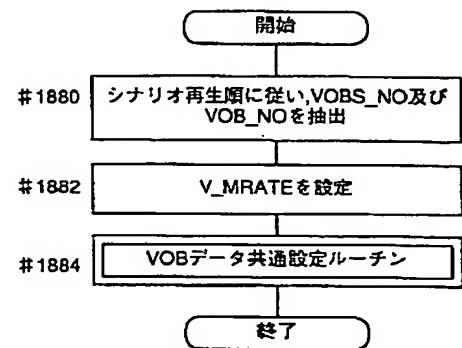 開始
#1880
シナリオ再生順に従い,VOBS_NO及び
VOB_NOを抽出
#1882
V_MRATEを設定
#1884
VOBデータ共通設定ルーチン
終了